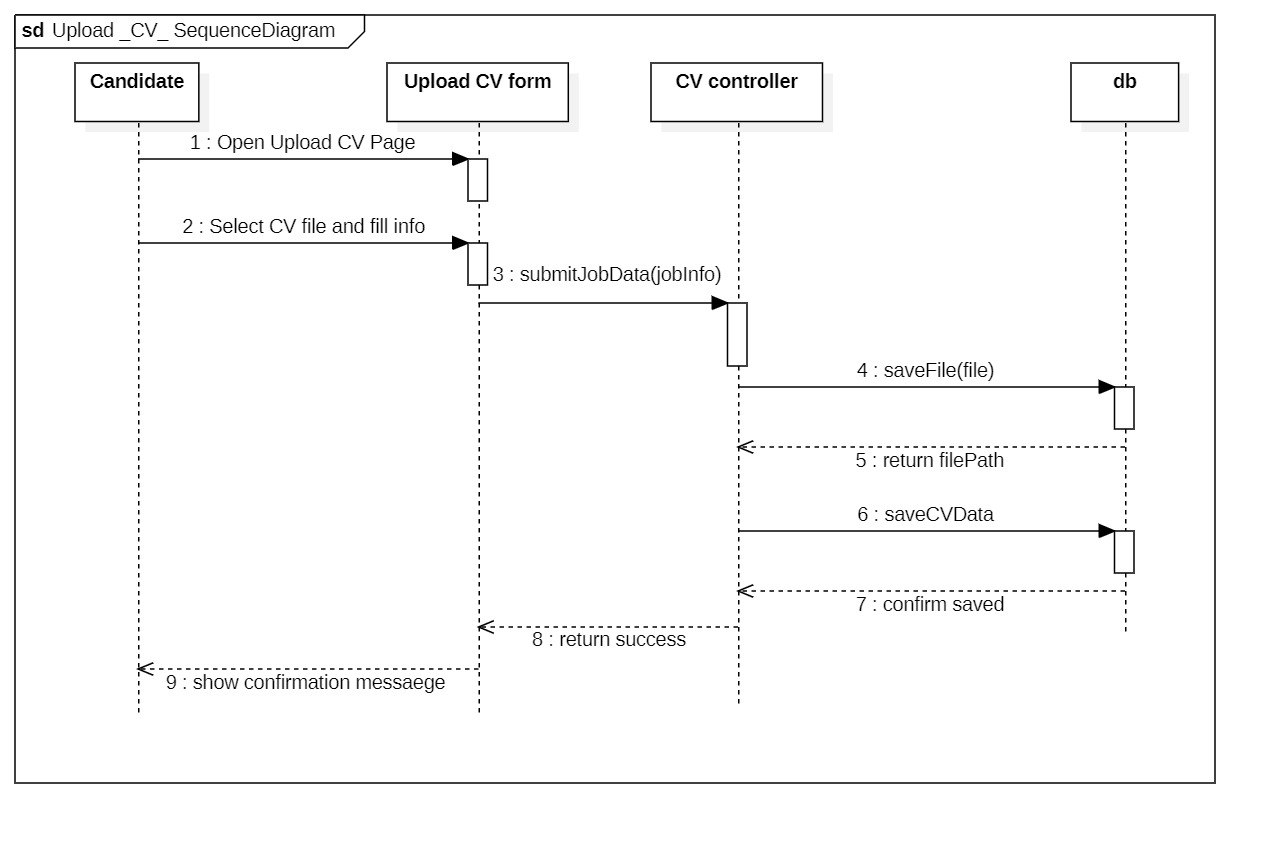 sd Upload _CV_ SequenceDiagram
Candidate
Upload CV form
CV controller
db
1 : Open Upload CV Page
2 : Select CV file and fill info
3 : submitJobData(jobInfo)
4 : saveFile(file)
5 : return filePath
6 : saveCVData
7 : confirm saved
8 : return success
9 : show confirmation messaege